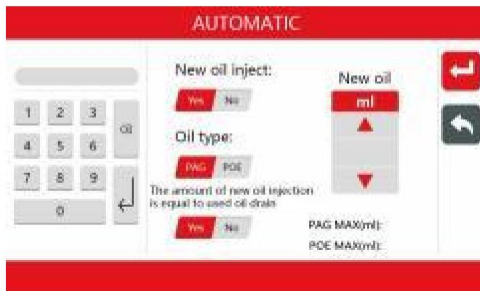 AUTOMATIC
New oil inject:
Yes No
Oil type:
PAG POE
The amount of new oil injection
is equal to used oil drain
Yes No
New oil
ml
PAG MAX(ml):
POE MAX(ml):
1 2 3
4 5 6
7 8 9
0